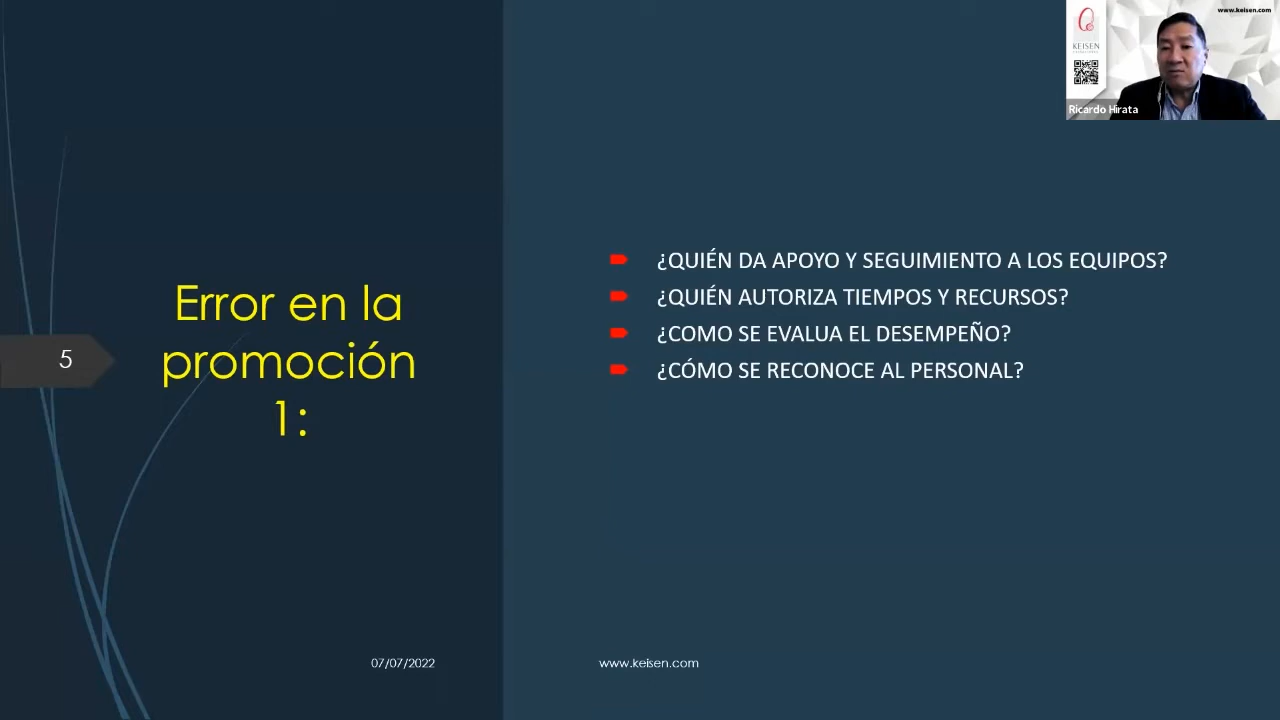 www.keisen.com
KEISEN
Ricardo Hirata
Error en la
promoción
1:
5
¿QUIÉN DA APOYO Y SEGUIMIENTO A LOS EQUIPOS?
¿QUIÉN AUTORIZA TIEMPOS Y RECURSOS?
¿COMO SE EVALUA EL DESEMPEÑO?
¿CÓMO SE RECONOCE AL PERSONAL?
07/07/2022
www.keisen.com